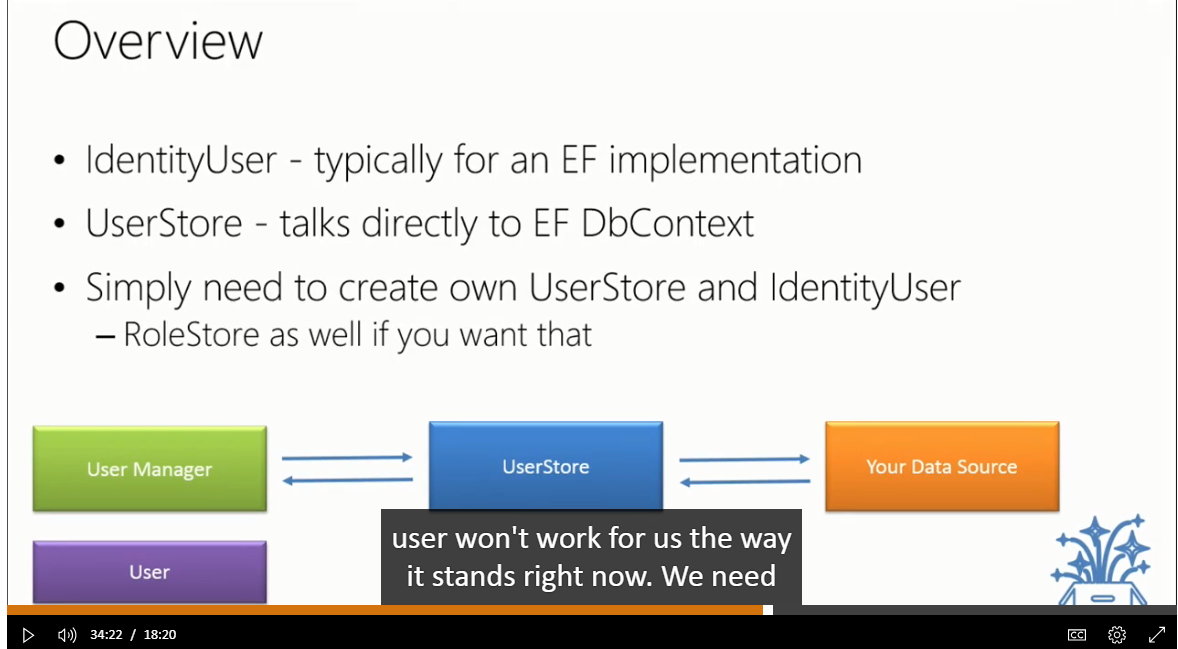 Overview
• IdentityUser - typically for an EF implementation
• UserStore - talks directly to EF DbContext
• Simply need to create own UserStore and IdentityUser
– RoleStore as well if you want that
User Manager
UserStore
Your Data Source
User
user won't work for us the way
it stands right now. We need
34:22 / 18:20
CC